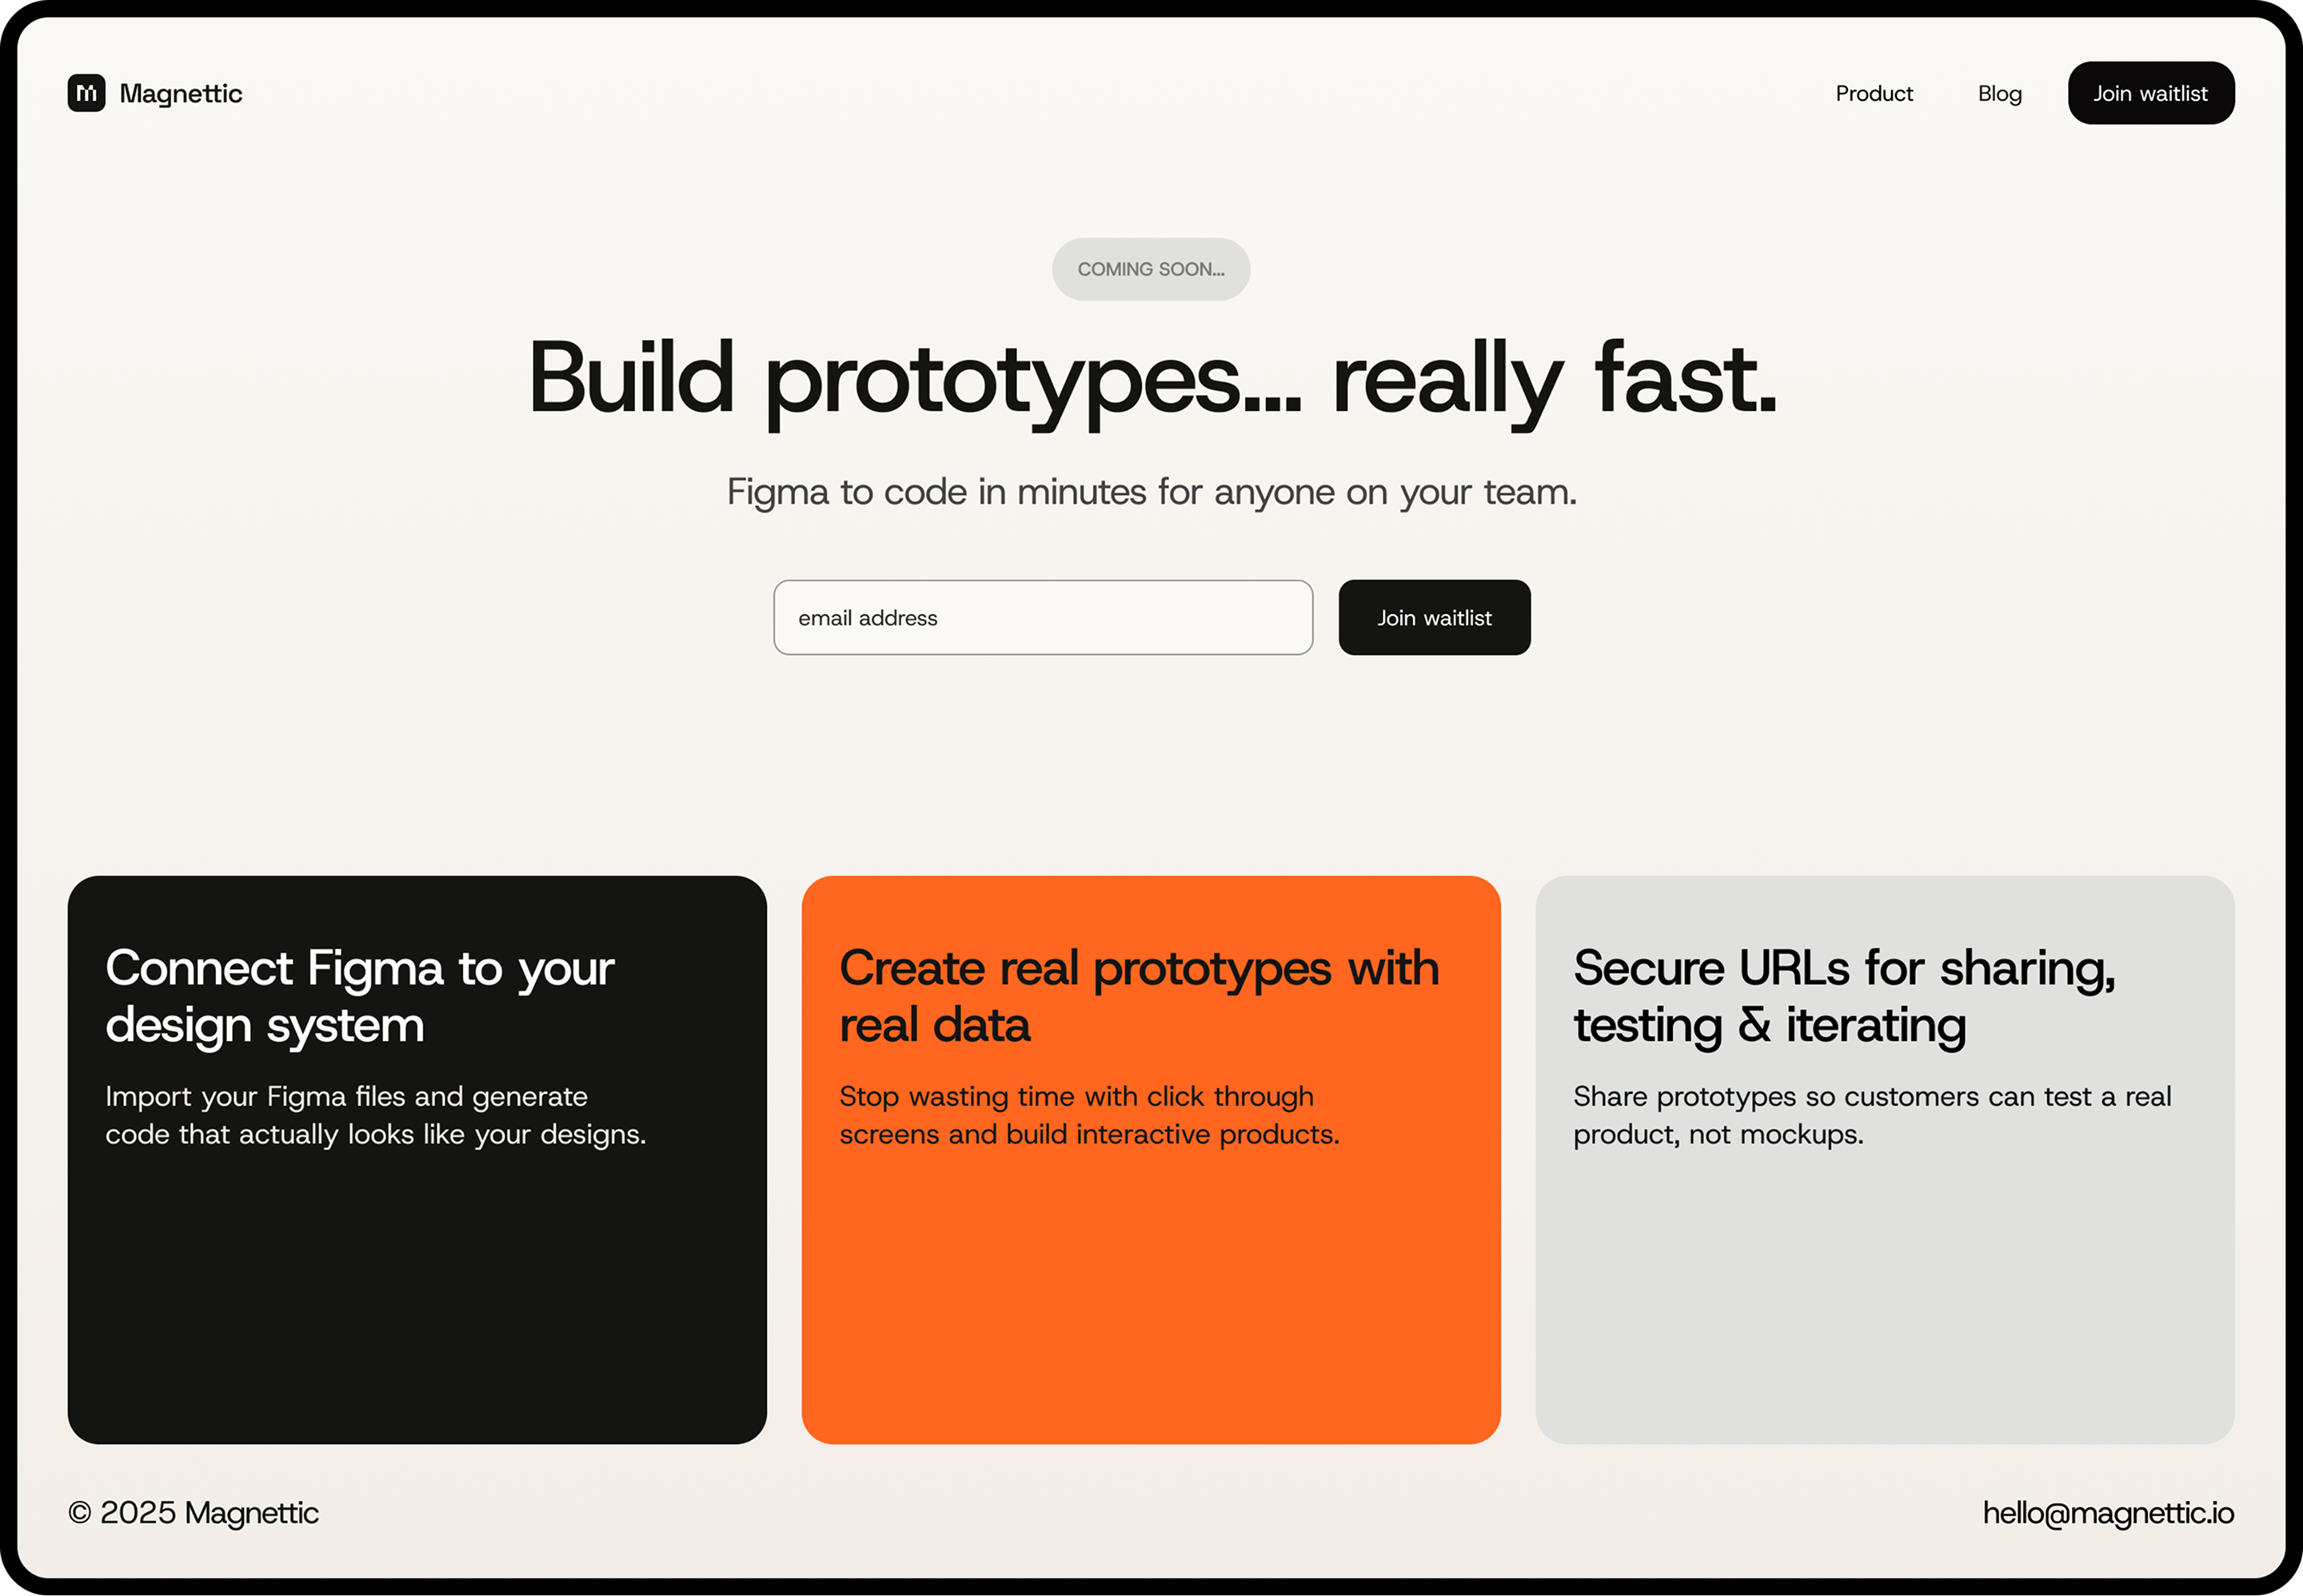 m Magnettic
Product
Blog
Join waitlist
COMING SOON...
Build prototypes... really fast.
Figma to code in minutes for anyone on your team.
email address
Join waitlist
Connect Figma to your
design system
Import your Figma files and generate
code that actually looks like your designs.
Create real prototypes with
real data
Stop wasting time with click through
screens and build interactive products.
Secure URLs for sharing,
testing & iterating
Share prototypes so customers can test a real
product, not mockups.
© 2025 Magnettic
hello@magnettic.io